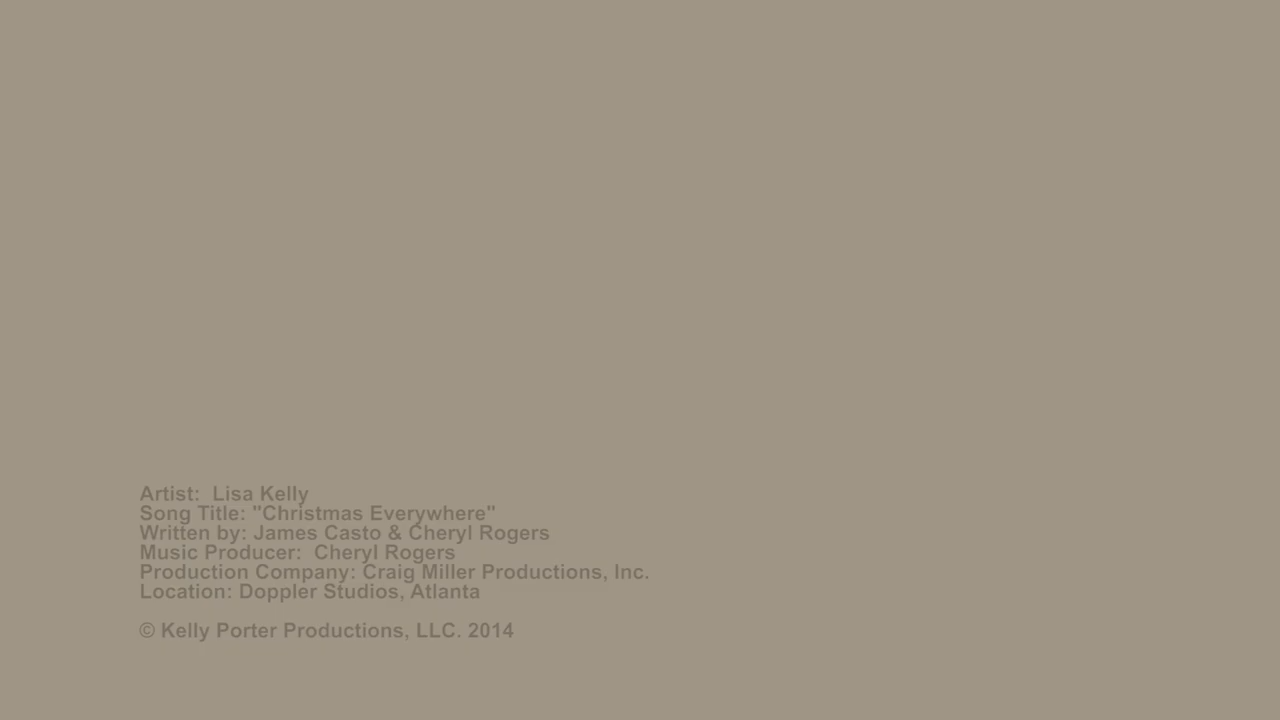 Artist:  Lisa Kelly
Song Title: "Christmas Everywhere"
Written by: James Casto & Cheryl Rogers
Music Producer:  Cheryl Rogers
Production Company: Craig Miller Productions, Inc.
Location: Doppler Studios, Atlanta
© Kelly Porter Productions, LLC. 2014